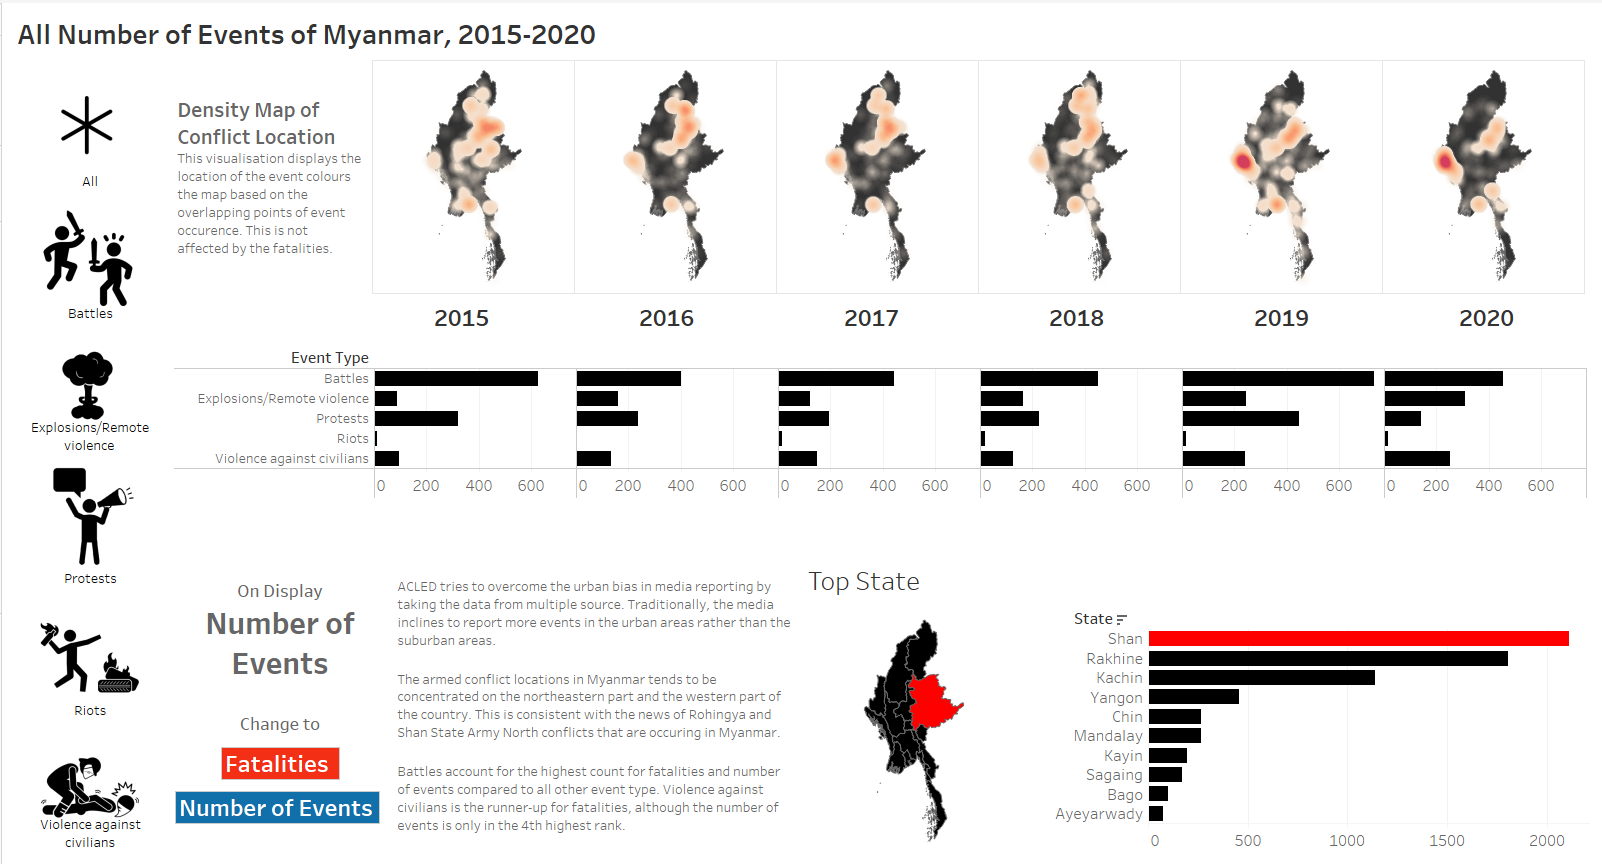 All Number of Events of Myanmar, 2015-2020
All
Battles
Explosions/Remote
violence
Protests
Riots
Violence against
civilians
Density Map of
Conflict Location
This visualisation displays the
location of the event colours
the map based on the
overlapping points of event
occurence. This is not
affected by the fatalities.
2015 2016 2017 2018 2019 2020
Event Type
Battles
Explosions/Remote violence
Protests
Riots
Violence against civilians
0 200 400 600 0 200 400 600 0 200 400 600 0 200 400 600 0 200 400 600 0 200 400 600
On Display
Number of
Events
Change to
Fatalities
Number of Events
ACLED tries to overcome the urban bias in media reporting by
taking the data from multiple source. Traditionally, the media
inclines to report more events in the urban areas rather than the
suburban areas.
The armed conflict locations in Myanmar tends to be
concentrated on the northeastern part and the western part of
the country. This is consistent with the news of Rohingya and
Shan State Army North conflicts that are occuring in Myanmar.
Battles account for the highest count for fatalities and number
of events compared to all other event type. Violence against
civilians is the runner-up for fatalities, although the number of
events is only in the 4th highest rank.
Top State
State
Shan
Rakhine
Kachin
Yangon
Chin
Mandalay
Kayin
Sagaing
Bago
Ayeyarwady
0 500 1000 1500 2000